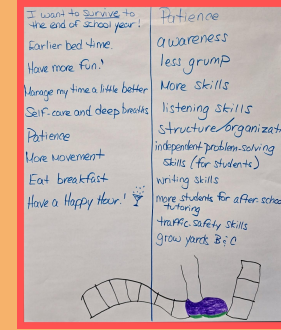 I want to survive to
the end of school year!
Earlier bed time.
Have more fun!
Manage my time a little better
Self-care and deep breaths
Patience
More Movement
Eat breakfast
Have a Happy Hour!
Patience
awareness
less grump
More skills
listening skills
structure/organizat
independent problem-solving
skills (for students)
writing skills
more students for after-schoo
tutoring
traffic safety skills
grow yards B&C